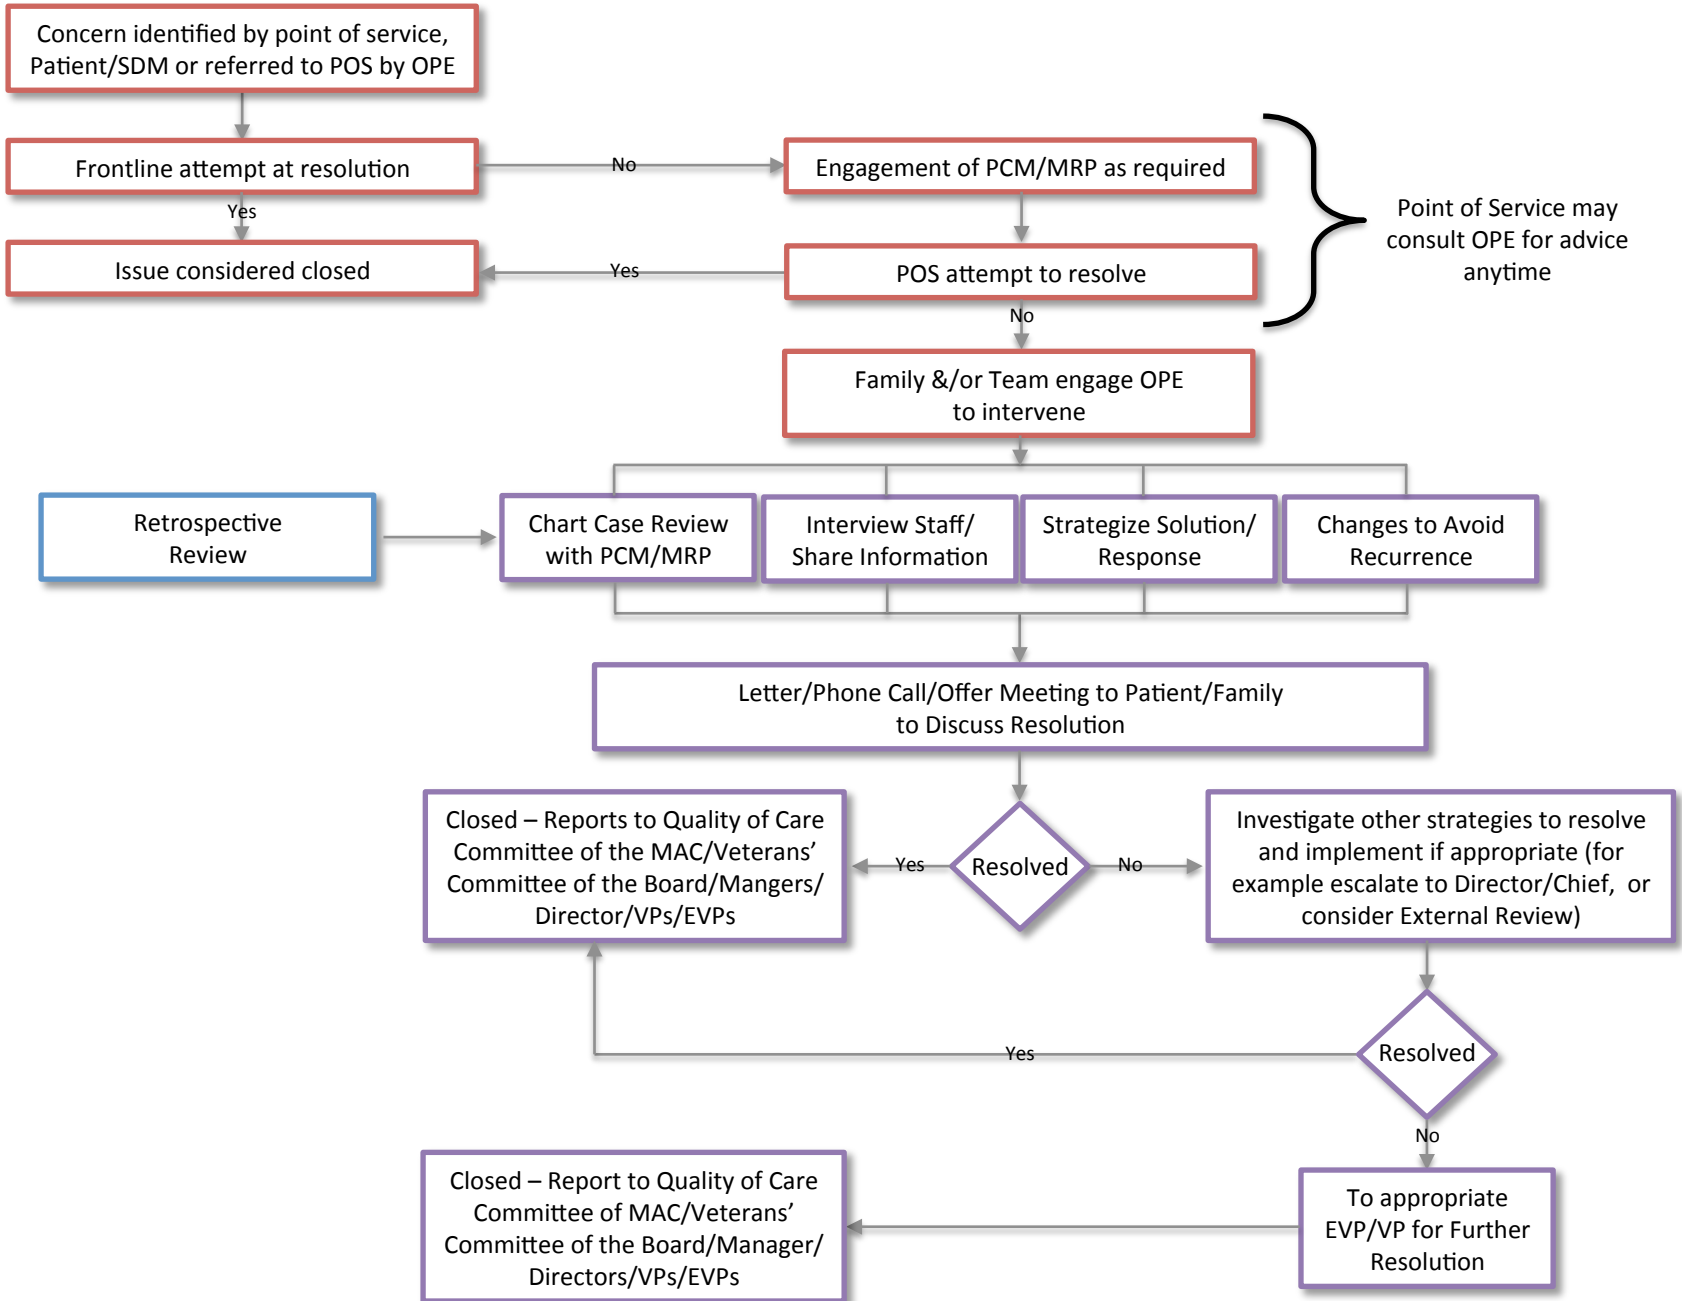 Concern identified by point of service,
Patient/SDM or referred to POS by OPE
Frontline attempt at resolution
No
Engagement of PCM/MRP as required
Yes
Issue considered closed
Yes
POS attempt to resolve
Point of Service may
consult OPE for advice
anytime
No
Family &/or Team engage OPE
to intervene
Retrospective
Review
Chart Case Review
with PCM/MRP
Interview Staff/
Share Information
Strategize Solution/
Response
Changes to Avoid
Recurrence
Letter/Phone Call/Offer Meeting to Patient/Family
to Discuss Resolution
Closed – Reports to Quality of Care
Committee of the MAC/Veterans’
Committee of the Board/Mangers/
Director/VPs/EVPs
Yes
Resolved
No
Investigate other strategies to resolve
and implement if appropriate (for
example escalate to Director/Chief, or
consider External Review)
Yes
Resolved
No
Closed – Report to Quality of Care
Committee of MAC/Veterans’
Committee of the Board/Manager/
Directors/VPs/EVPs
To appropriate
EVP/VP for Further
Resolution